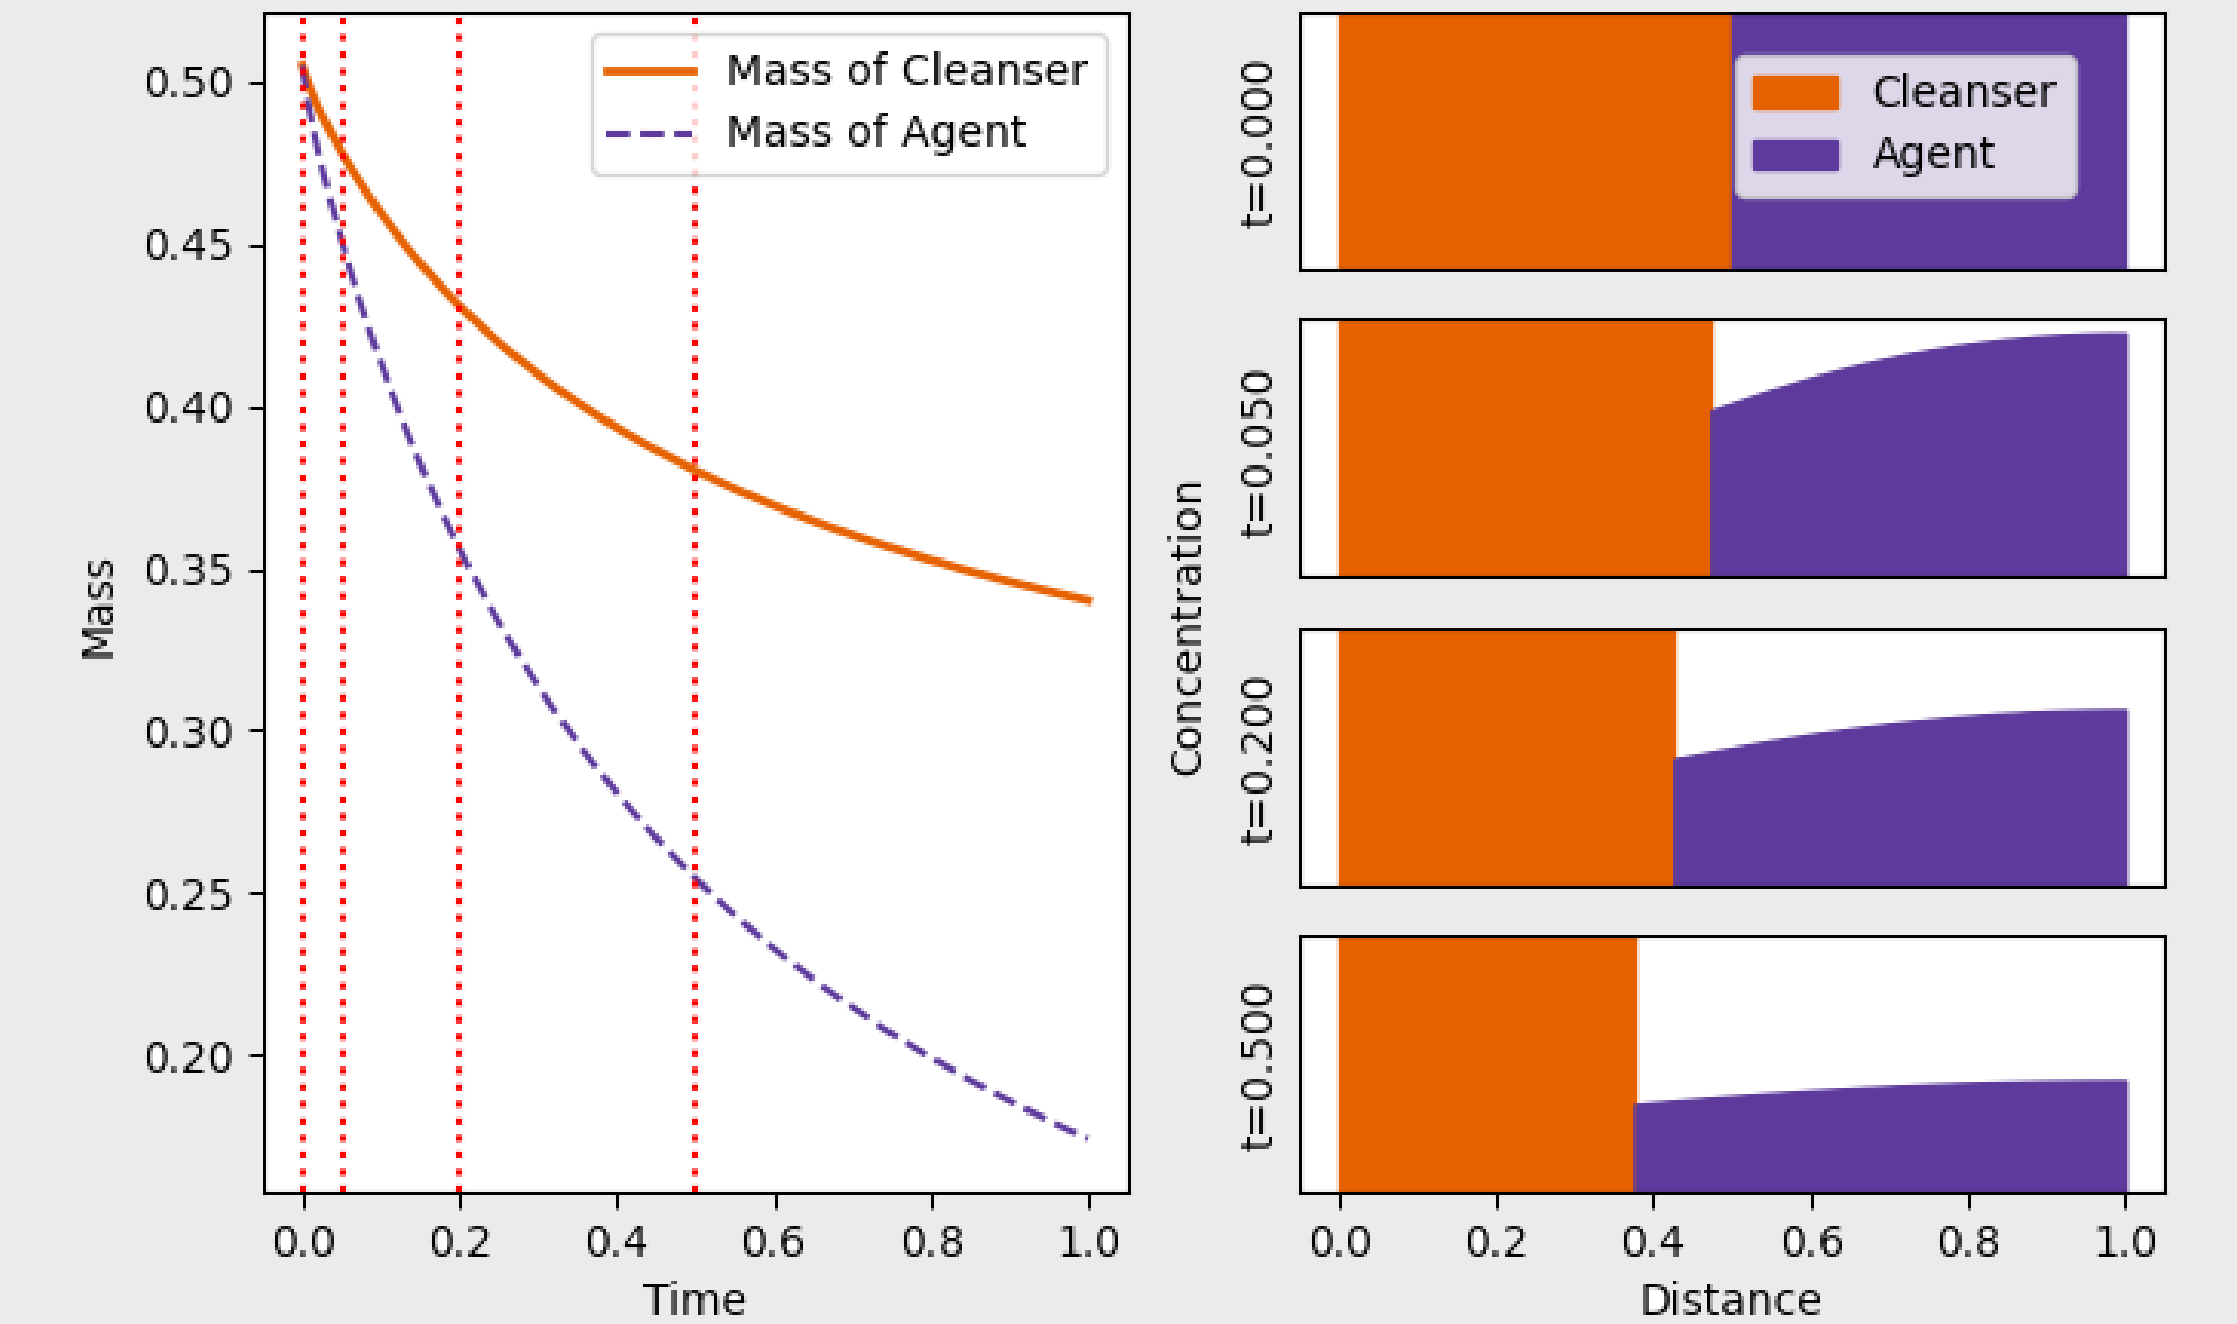 Mass of Cleanser
Mass of Agent
0.50
0.45
0.40
0.35
0.30
0.25
0.20
Mass
0.0 0.2 0.4 0.6 0.8 1.0
Time
Cleanser
Agent
t=0.000
t=0.050
t=0.200
t=0.500
Concentration
0.0 0.2 0.4 0.6 0.8 1.0
Distance